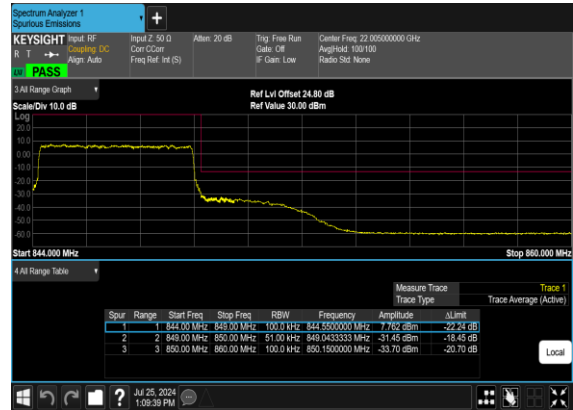 Spectrum Analyzer 1
Spurious Emissions
+
KEYSIGHT Input: RF Input Z: 50 Ω Atten: 20 dB Trig: Free Run Center Freq: 22.005000000 GHz
R T Coupling: DC Corr CCorr Gate: Off Avg|Hold: 100/100
Align: Auto Freq Ref: Int (S) IF Gain: Low Radio Std: None
PASS
3 All Range Graph
Ref Lvl Offset 24.80 dB
Scale/Div 10.0 dB Ref Value 30.00 dBm
Log
20.0
10.0
0.00
-10.0
-20.0
-30.0
-40.0
-50.0
-60.0
Start 844.000 MHz Stop 860.000 MHz
4 All Range Table
Measure Trace Trace 1
Trace Type Trace Average (Active)
Spur Range Start Freq Stop Freq RBW Frequency Amplitude ΔLimit
1 1 844.00 MHz 849.00 MHz 100.0 kHz 844.5500000 MHz 7.762 dBm -22.24 dB
2 2 849.00 MHz 850.00 MHz 51.00 kHz 849.0433333 MHz -31.45 dBm -18.45 dB
3 3 850.00 MHz 860.00 MHz 100.0 kHz 850.1500000 MHz -33.70 dBm -20.70 dB
Local
? Jul 25, 2024
1:09:39 PM